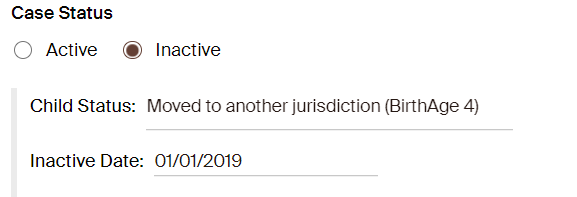 Case Status
Active Inactive
Child Status: Moved to another jurisdiction (BirthAge 4)
Inactive Date: 01/01/2019